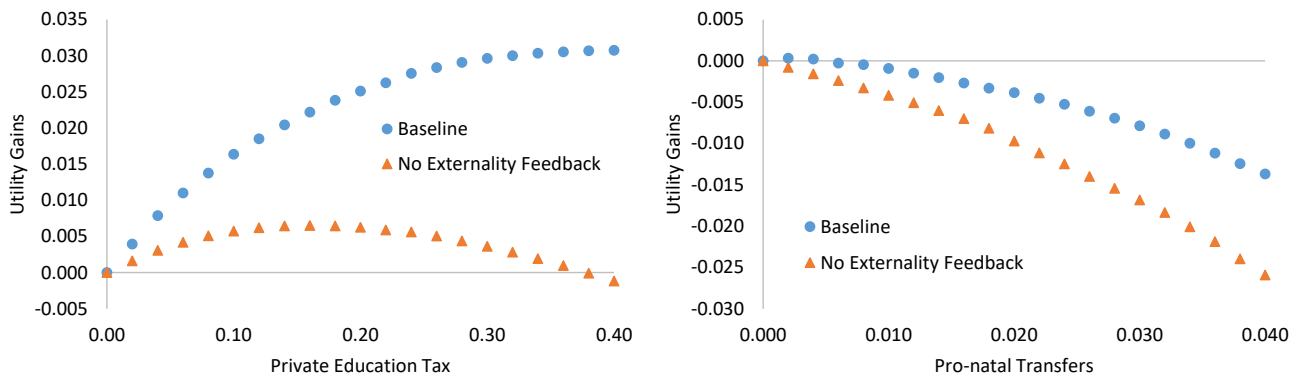 0.035
0.030
0.025
0.020
0.015
0.010
0.005
0.000
-0.005
Utility Gains
Baseline
No Externality Feedback
0.00 0.10 0.20 0.30 0.40
Private Education Tax
0.005
0.000
-0.005
-0.010
-0.015
-0.020
-0.025
-0.030
Utility Gains
Baseline
No Externality Feedback
0.000 0.010 0.020 0.030 0.040
Pro-natal Transfers